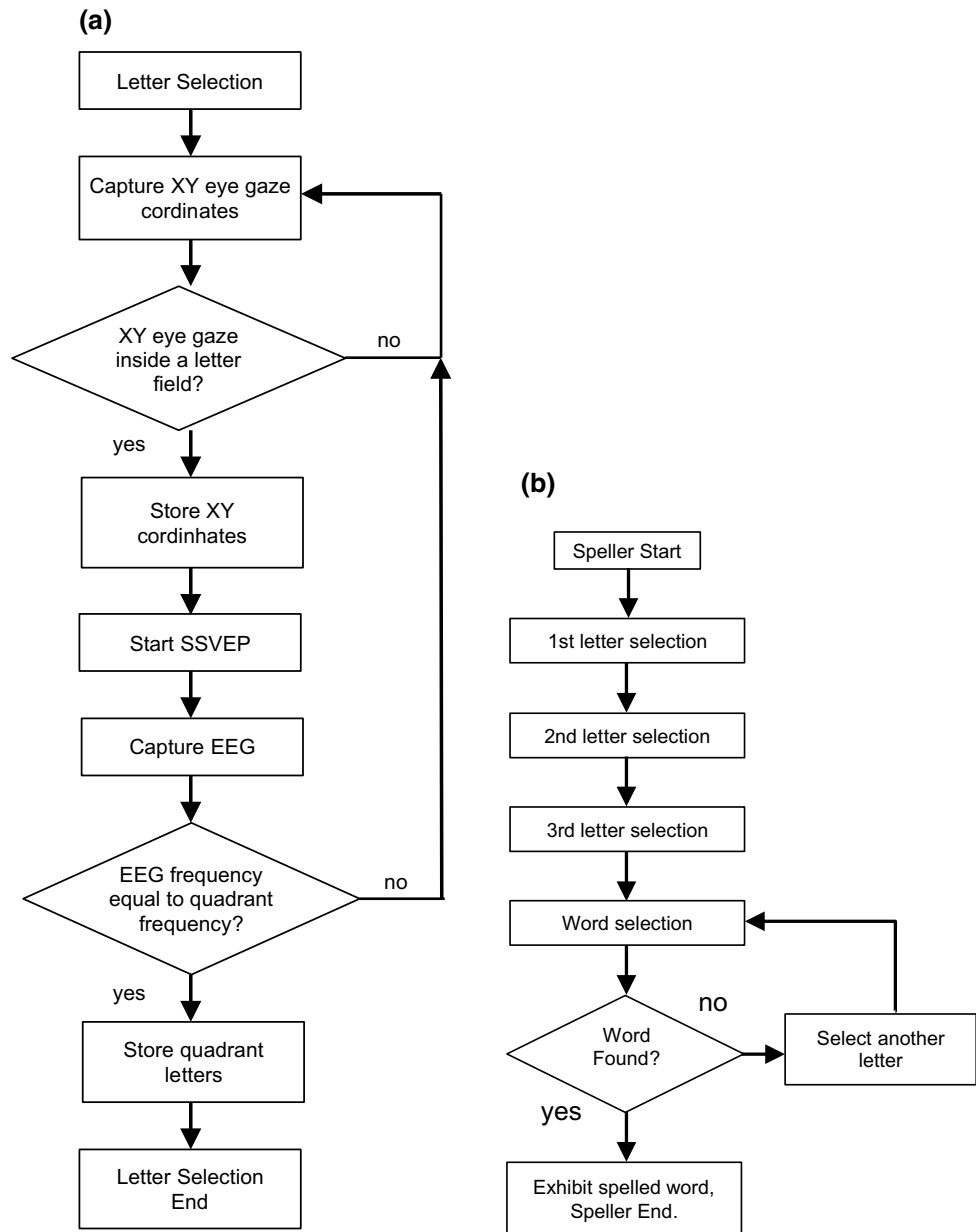 (a)
Letter Selection
Capture XY eye gaze
cordinates
XY eye gaze
inside a letter
field?
no
yes
Store XY
cordinhates
Start SSVEP
Capture EEG
EEG frequency
equal to quadrant
frequency?
no
yes
Store quadrant
letters
Letter Selection
End
(b)
Speller Start
1st letter selection
2nd letter selection
3rd letter selection
Word selection
Word
Found?
no
Select another
letter
yes
Exhibit spelled word,
Speller End.